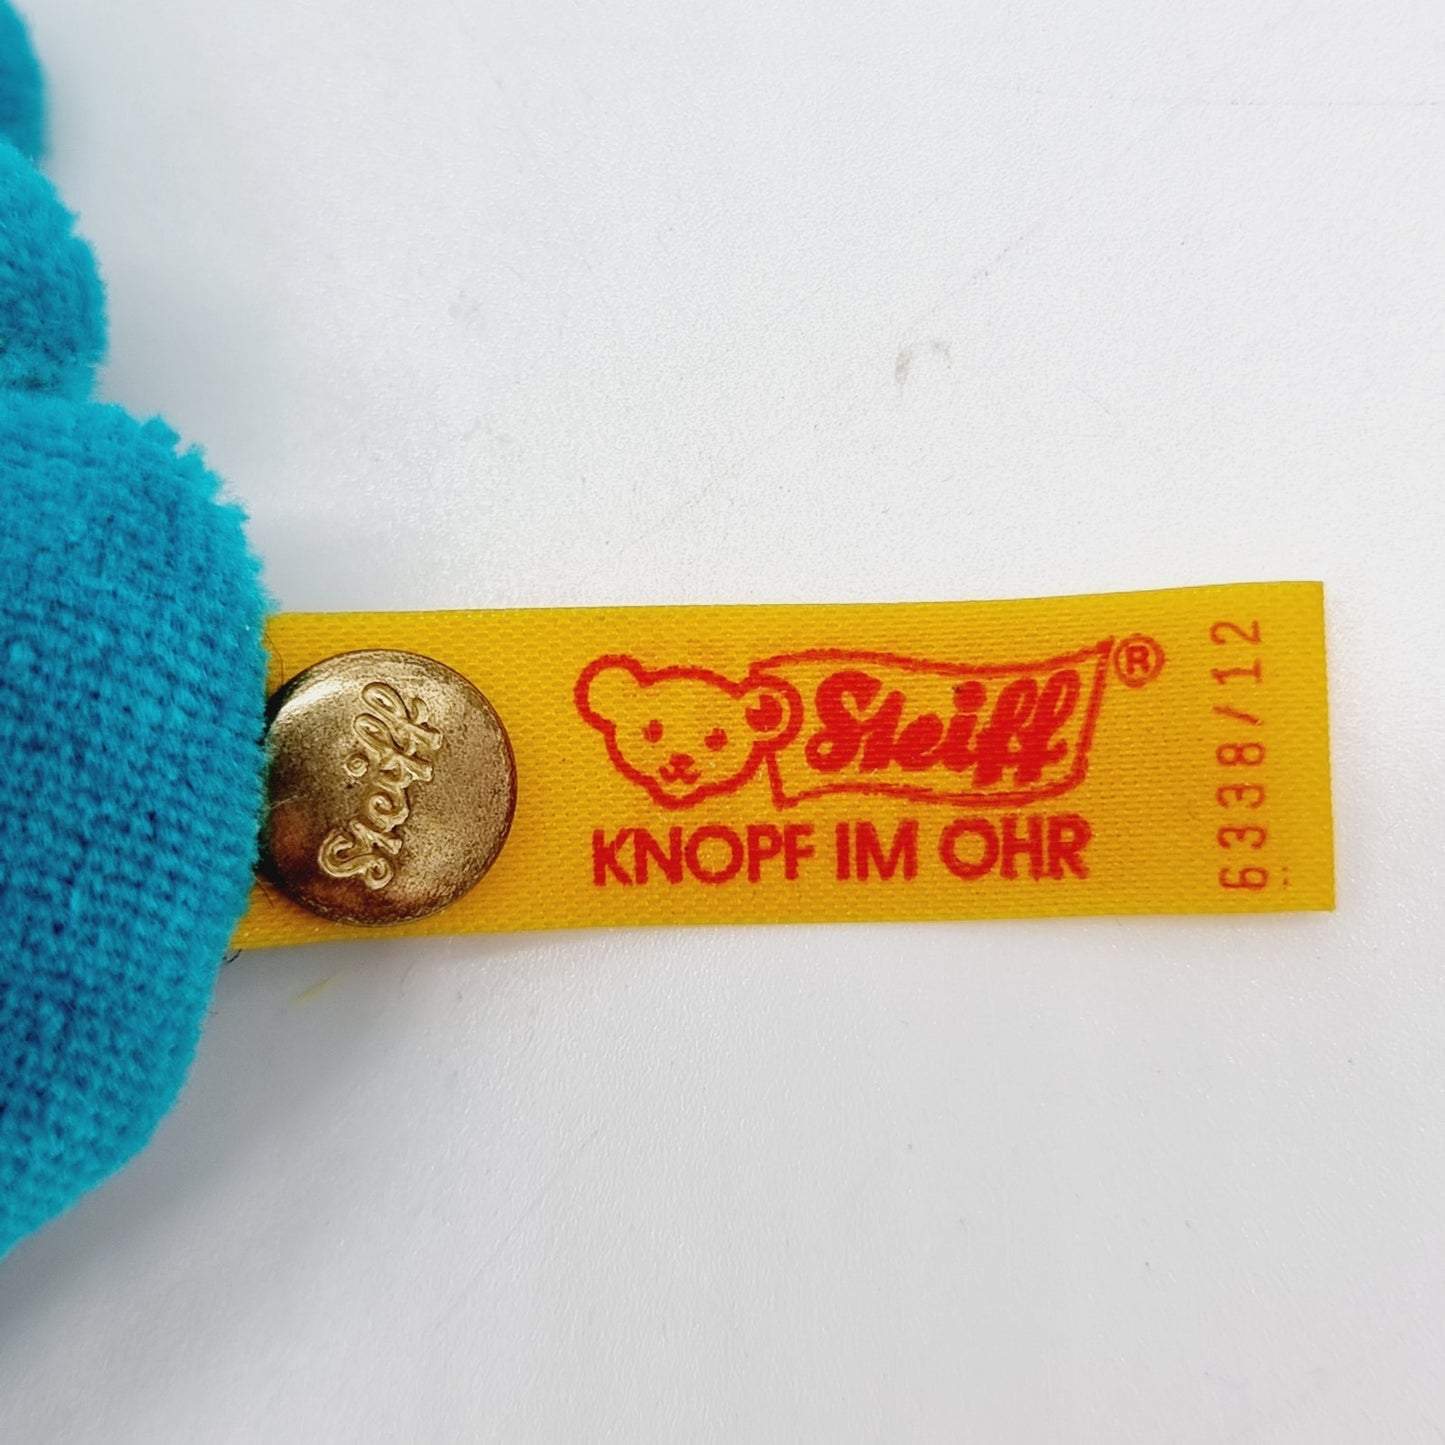 Steiff
Steiff®
KNOPF IM OHR
6338/12